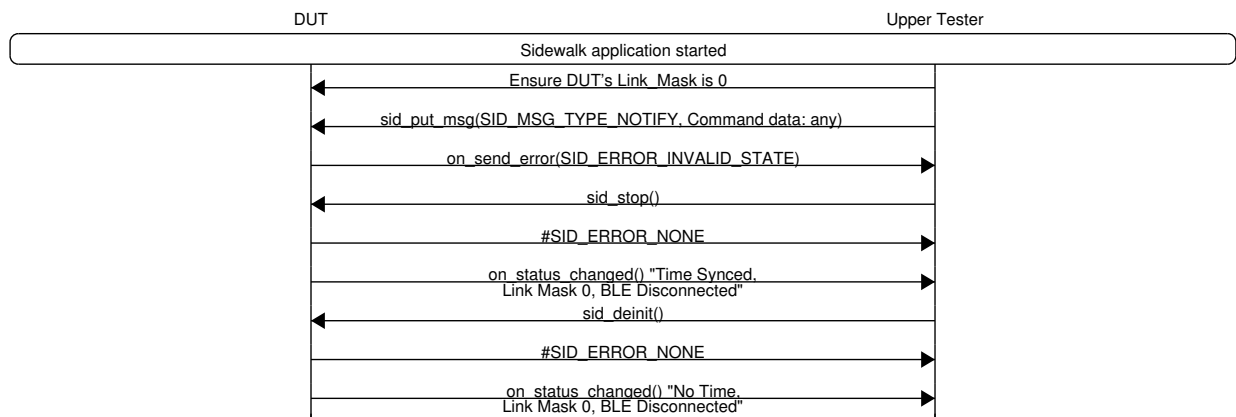 DUT
Upper Tester
Sidewalk application started
Ensure DUT's Link_Mask is 0
sid_put_msg(SID_MSG_TYPE_NOTIFY, Command data: any)
on_send_error(SID_ERROR_INVALID_STATE)
sid_stop()
#SID_ERROR_NONE
on_status_changed() "Time Synced,
Link Mask 0, BLE Disconnected"
sid_deinit()
#SID_ERROR_NONE
on_status_changed() "No Time,
Link Mask 0, BLE Disconnected"